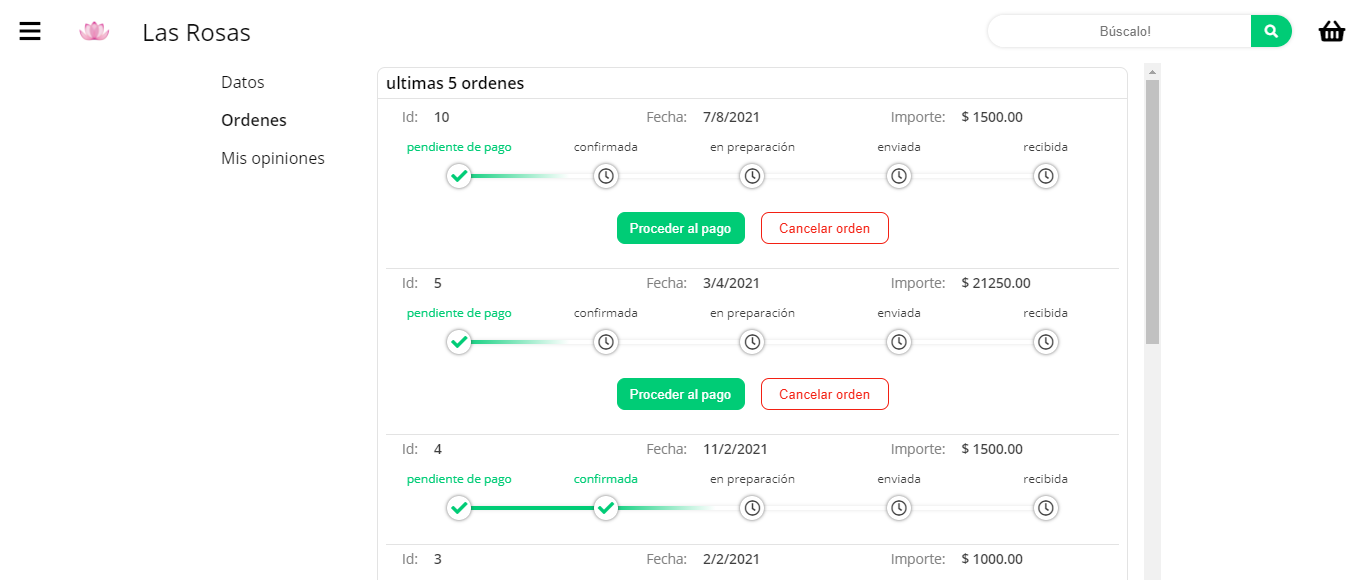 Las Rosas
Búscalo!
Datos
Ordenes
Mis opiniones
ultimas 5 ordenes
Id: 10 Fecha: 7/8/2021 Importe: $ 1500.00
pendiente de pago confirmada en preparación enviada recibida
Proceder al pago Cancelar orden
Id: 5 Fecha: 3/4/2021 Importe: $ 21250.00
pendiente de pago confirmada en preparación enviada recibida
Proceder al pago Cancelar orden
Id: 4 Fecha: 11/2/2021 Importe: $ 1500.00
pendiente de pago confirmada en preparación enviada recibida
Id: 3 Fecha: 2/2/2021 Importe: $ 1000.00